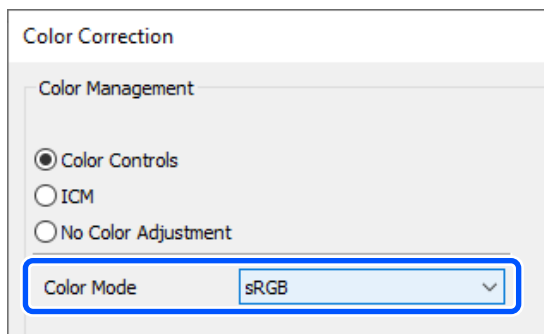 Color Correction
Color Management
Color Controls
ICM
No Color Adjustment
Color Mode sRGB